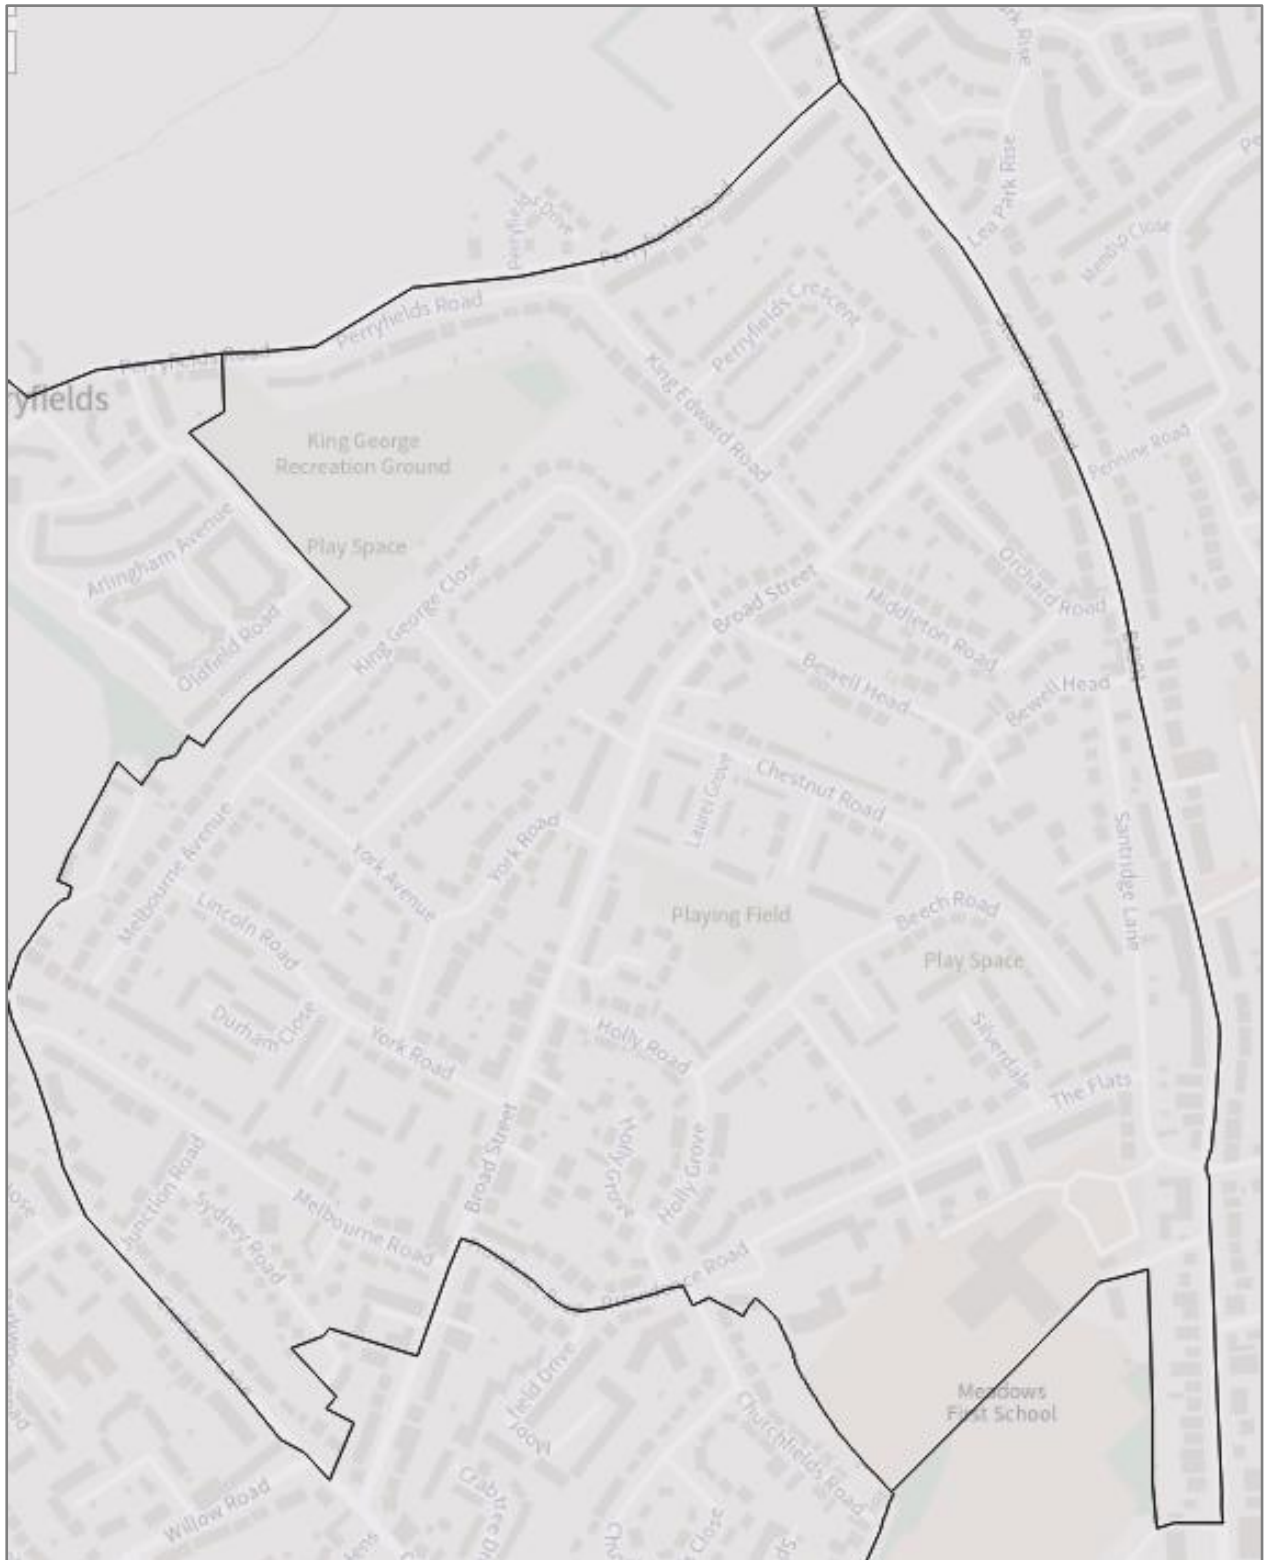 Lea Park Rise
Mendip Close
Perryfields Road
Perryfields Road
Perryfields Road
Perryfields Crescent
King Edward Road
King George
Recreation Ground
Pennine Road
Play Space
Arlingham Avenue
Oldfield Road
King George Close
Broad Street
Middleton Road
Orchard Road
Bewell Head
Bewell Head
Chestnut Road
Laurel Grove
Santridge Lane
Melbourne Avenue
York Avenue
York Road
Lincoln Road
Playing Field
Beech Road
Play Space
Durham Close
York Road
Holly Road
Silverdale
The Flats
Broad Street
Holly Grove
Holly Grove
Junction Road
Sydney Road
Melbourne Road
Meadows
First School
Churchfields Road
Willow Road